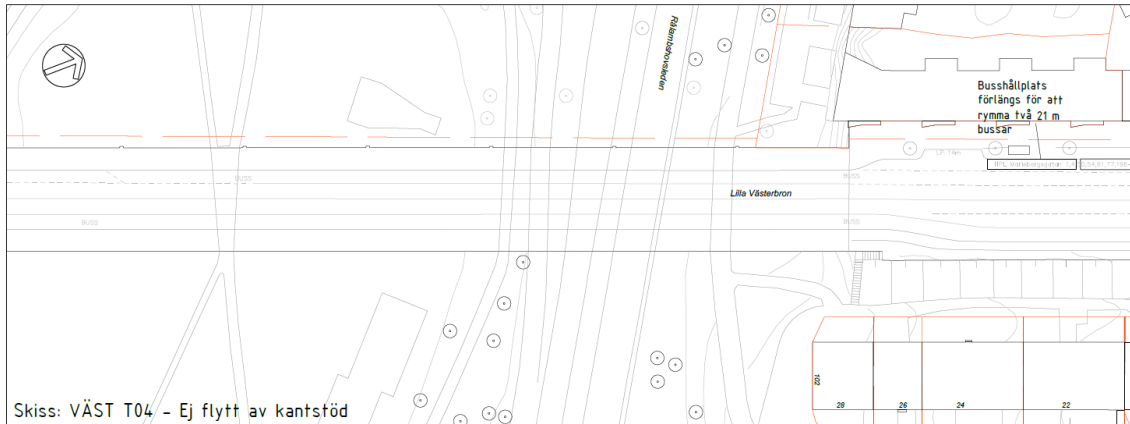 Rålambshovsleden
Busshållplats
förlängs för att
rymma två 21 m
bussar
BUSS
BUSS
Lilla Västerbron
BUSS
BUSS
102
28
26
24
22
Skiss: VÄST T04 - Ej flytt av kantstöd